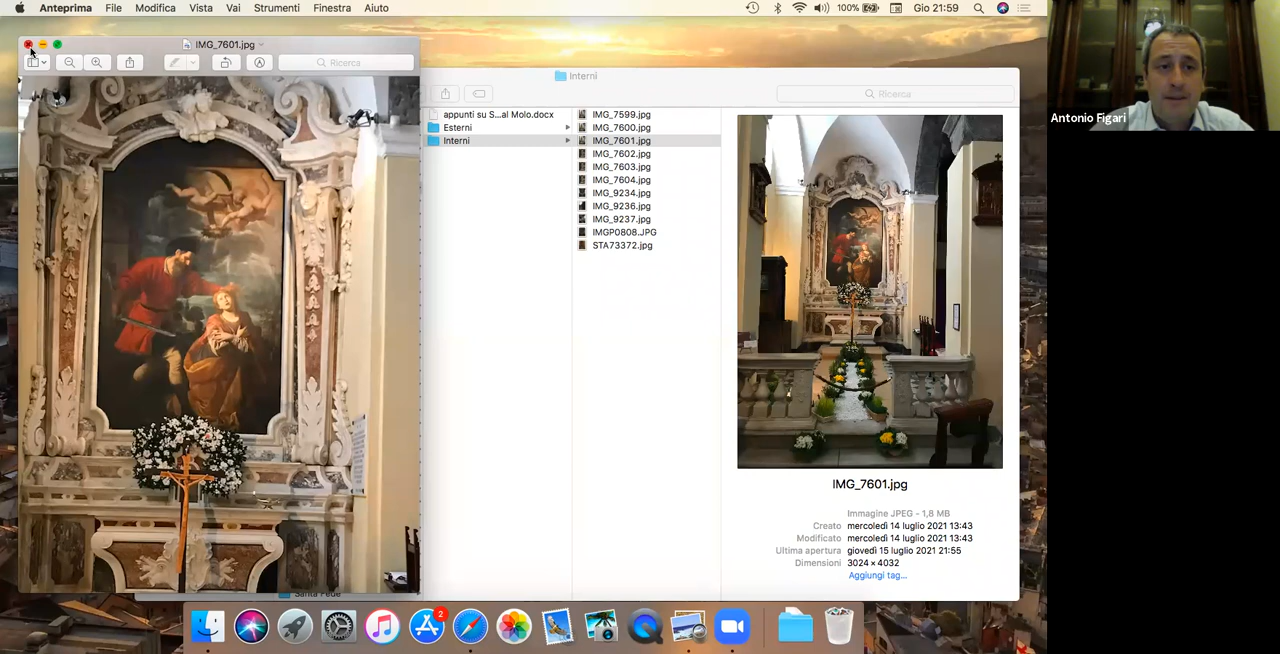 Anteprima File Modifica Vista Vai Strumenti Finestra Aiuto 100% Gio 21:59
IMG_7601.jpg
Ricerca
Interni
Ricerca
appunti su S...al Molo.docx
Esterni
Interni
IMG_7599.jpg
IMG_7600.jpg
IMG_7601.jpg
IMG_7602.jpg
IMG_7603.jpg
IMG_7604.jpg
IMG_9234.jpg
IMG_9236.jpg
IMG_9237.jpg
IMGP0808.JPG
STA73372.jpg
IMG_7601.jpg
Immagine JPEG - 1,8 MB
Creato mercoledì 14 luglio 2021 13:43
Modificato mercoledì 14 luglio 2021 13:43
Ultima apertura giovedì 15 luglio 2021 21:55
Dimensioni 3024 × 4032
Aggiungi tag...
Antonio Figari
Santa Fede
2